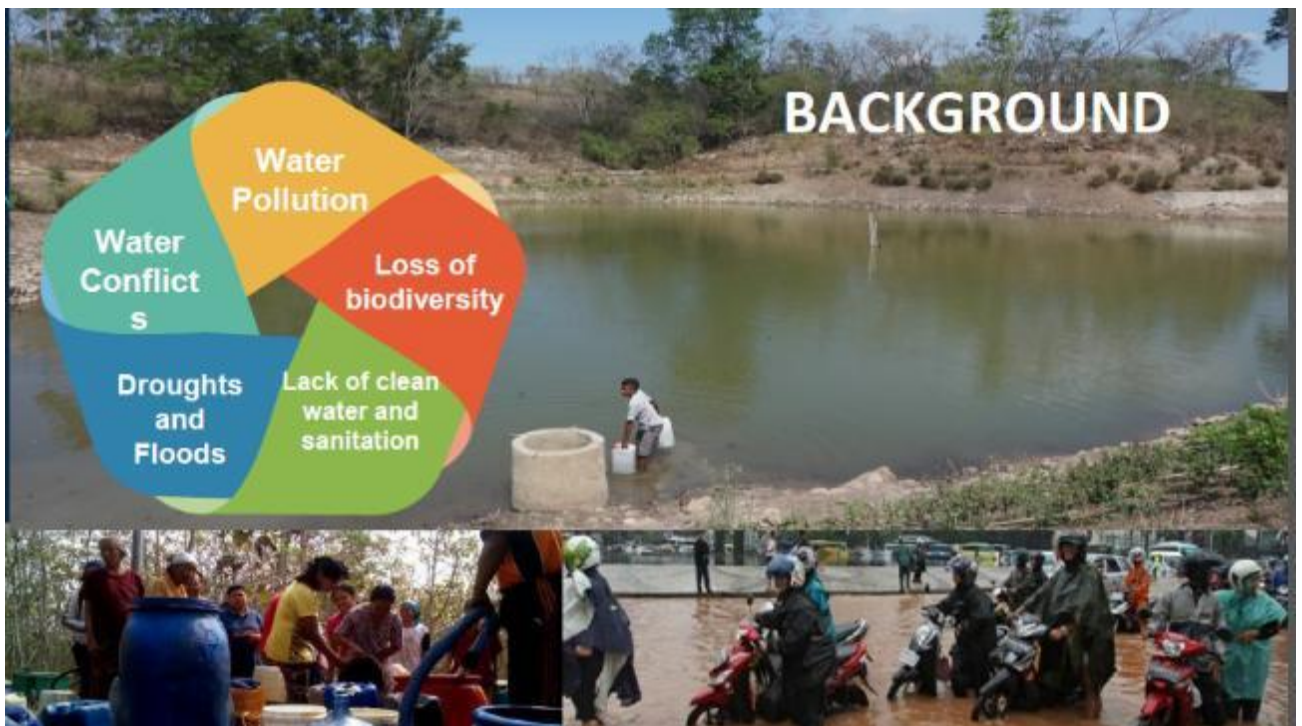 BACKGROUND
Water
Pollution
Loss of
biodiversity
Lack of clean
water and
sanitation
Droughts
and
Floods
Water
Conflict
s